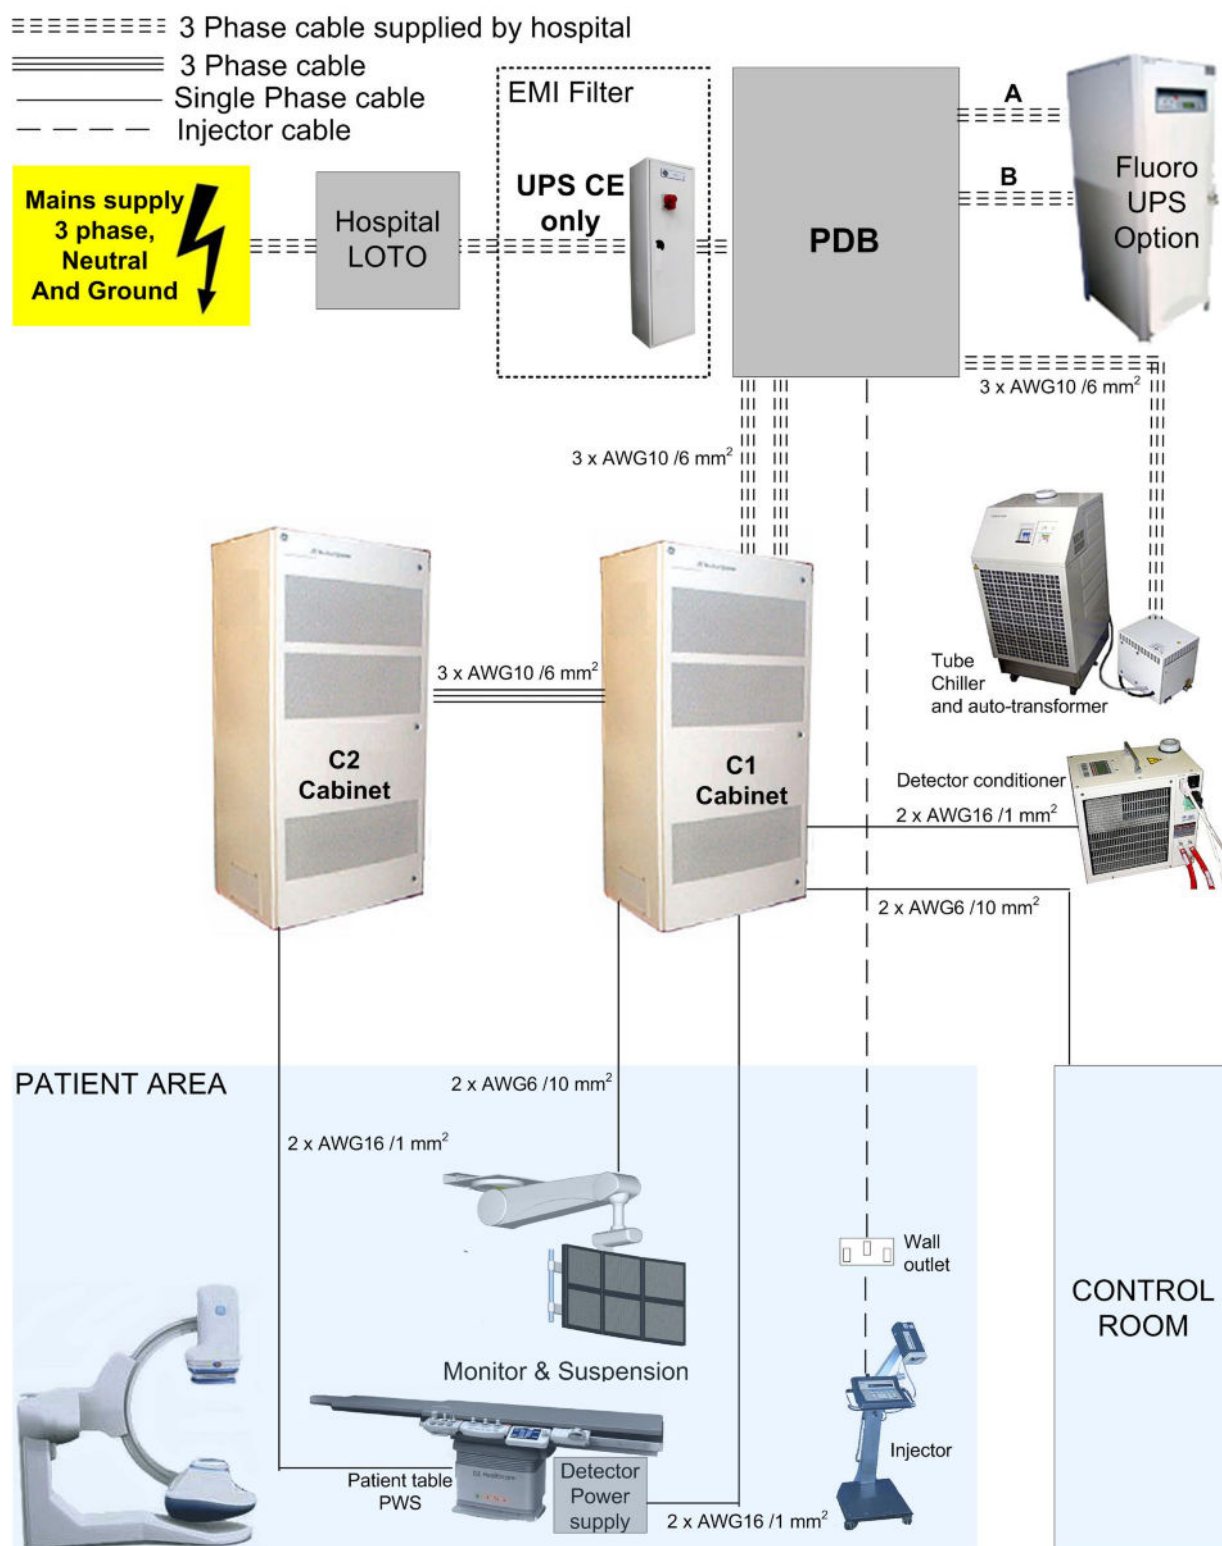 3 Phase cable supplied by hospital
3 Phase cable
Single Phase cable
Injector cable
EMI Filter
UPS CE
only
Mains supply
3 phase,
Neutral
And Ground
Hospital
LOTO
PDB
A
B
Fluoro
UPS
Option
3 x AWG10 /6 mm²
3 x AWG10 /6 mm²
3 x AWG10 /6 mm²
C2
Cabinet
C1
Cabinet
Tube
Chiller
and auto-transformer
Detector conditioner
2 x AWG16 /1 mm²
2 x AWG6 /10 mm²
PATIENT AREA
2 x AWG6 /10 mm²
2 x AWG16 /1 mm²
Wall
outlet
CONTROL
ROOM
Monitor & Suspension
Injector
Patient table
PWS
GE Healthcare
Detector
Power
supply
2 x AWG16 /1 mm²